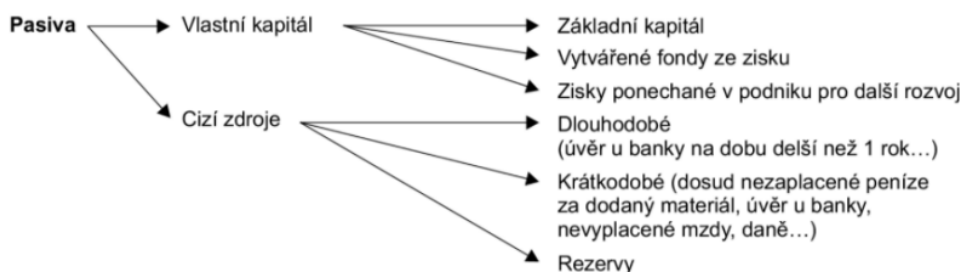 Pasiva
Vlastní kapitál
Základní kapitál
Vytvářené fondy ze zisku
Zisky ponechané v podniku pro další rozvoj
Cizí zdroje
Dlouhodobé
(úvěr u banky na dobu delší než 1 rok…)
Krátkodobé (dosud nezaplacené peníze
za dodaný materiál, úvěr u banky,
nevyplacené mzdy, daně…)
Rezervy